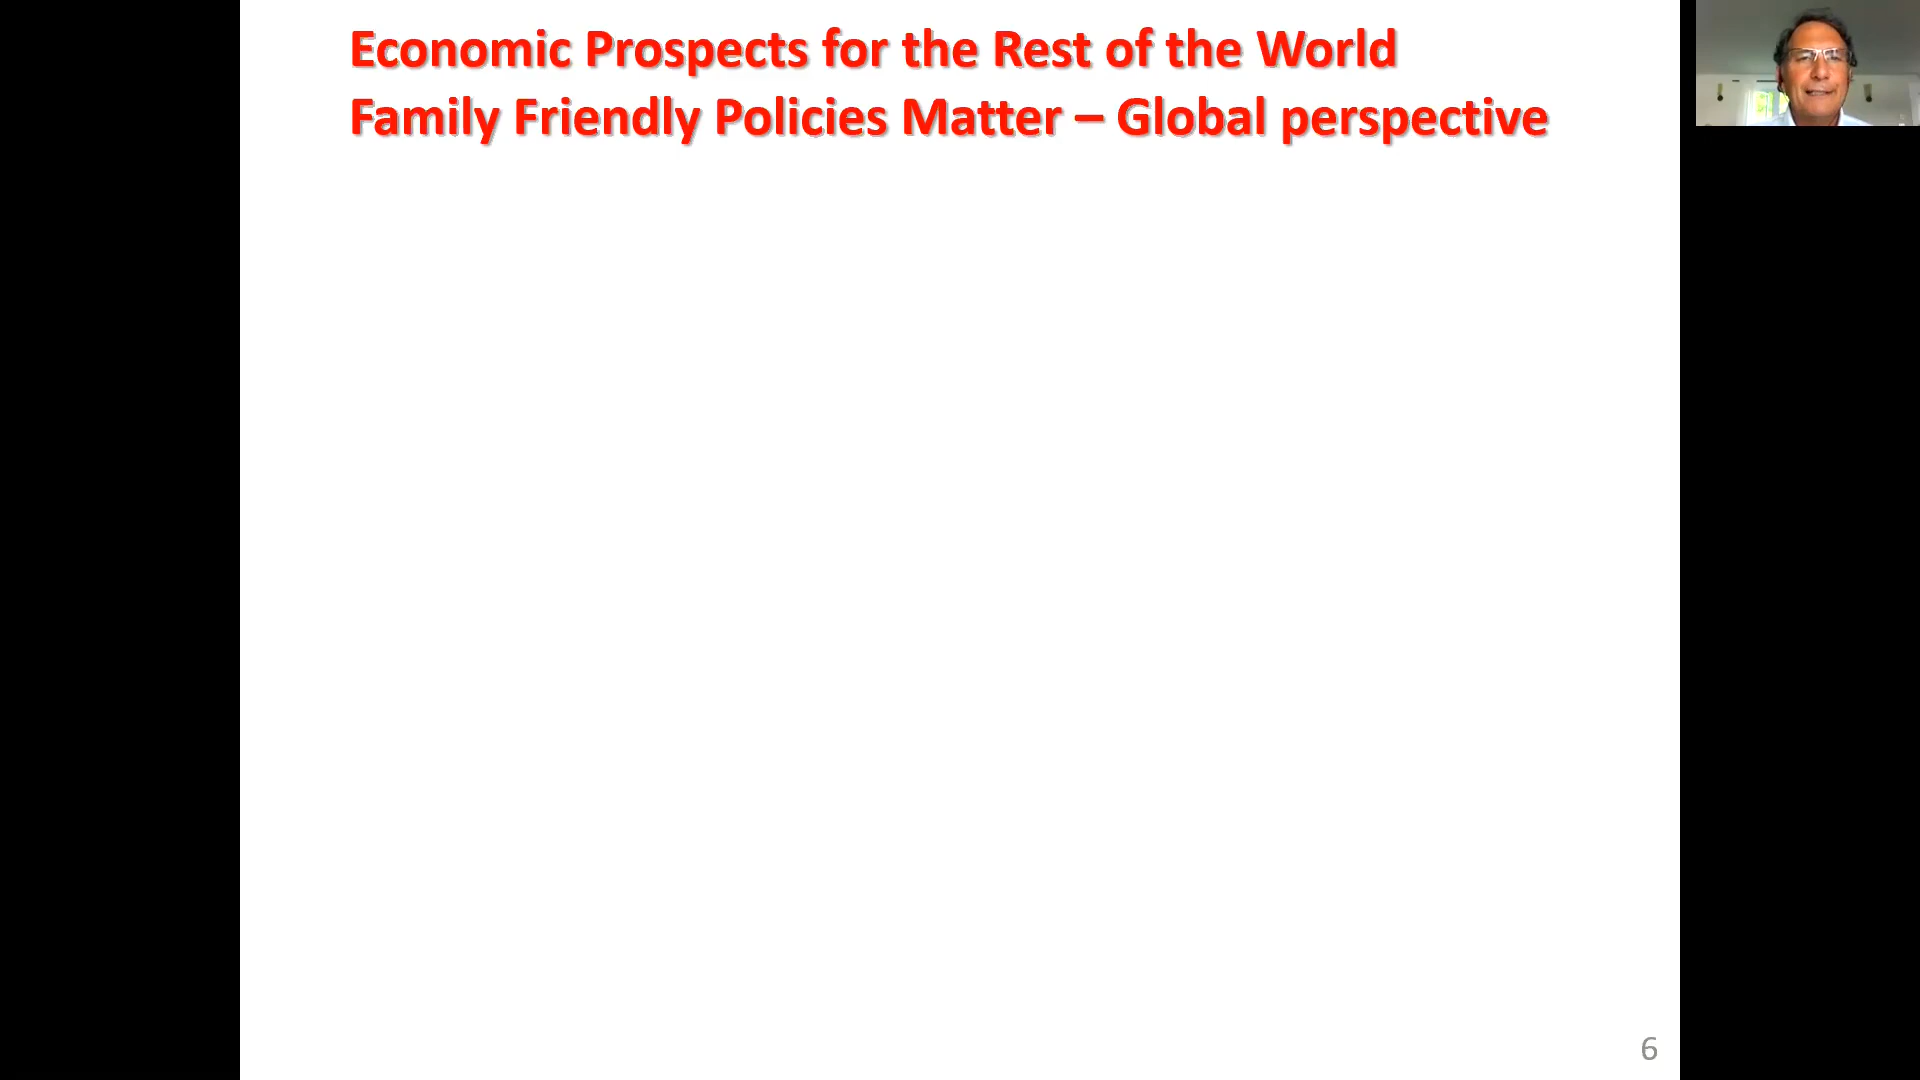 Economic Prospects for the Rest of the World
Family Friendly Policies Matter – Global perspective
6